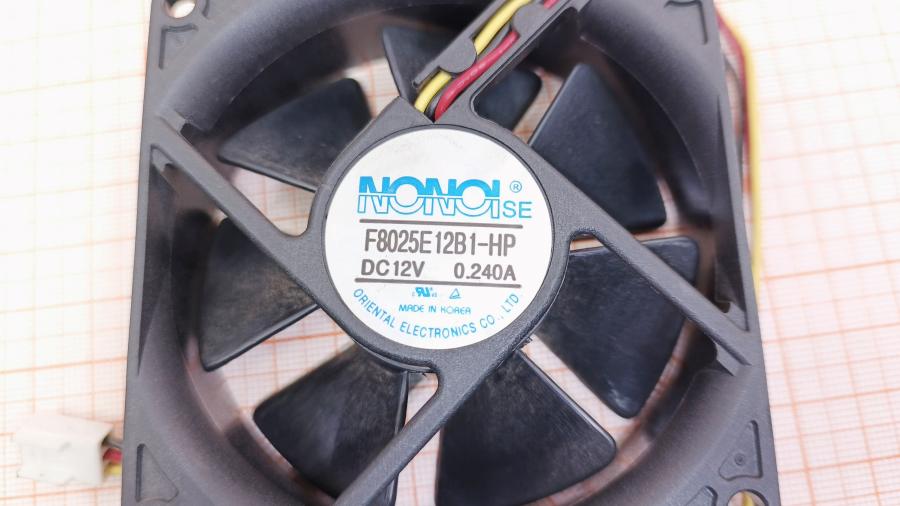 NONOISE ®
F8025E12B1-HP
DC12V 0.240A
MADE IN KOREA
ORIENTAL ELECTRONICS CO., LTD.